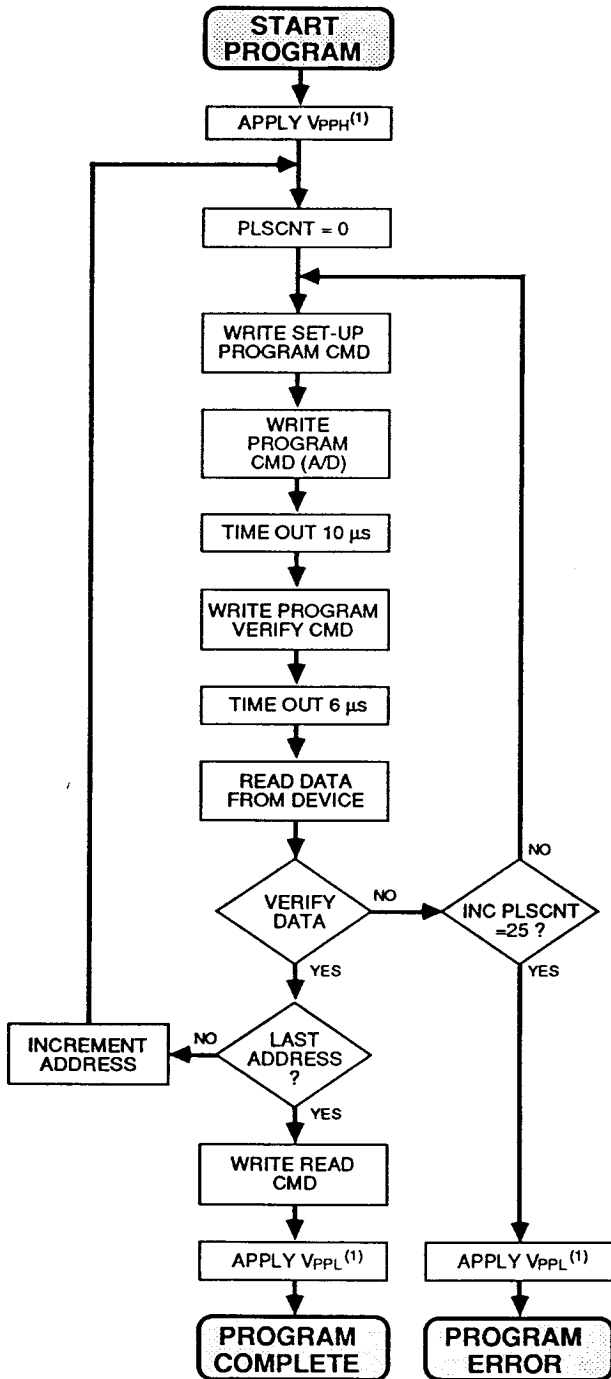 START
PROGRAM
APPLY VPPH(1)
PLSCNT = 0
WRITE SET-UP
PROGRAM CMD
WRITE
PROGRAM
CMD (A/D)
TIME OUT 10 µs
WRITE PROGRAM
VERIFY CMD
TIME OUT 6 µs
READ DATA
FROM DEVICE
VERIFY
DATA
NO
YES
INC PLSCNT
=25 ?
NO
YES
LAST
ADDRESS
?
NO
YES
INCREMENT
ADDRESS
WRITE READ
CMD
APPLY VPPL(1)
APPLY VPPL(1)
PROGRAM
COMPLETE
PROGRAM
ERROR